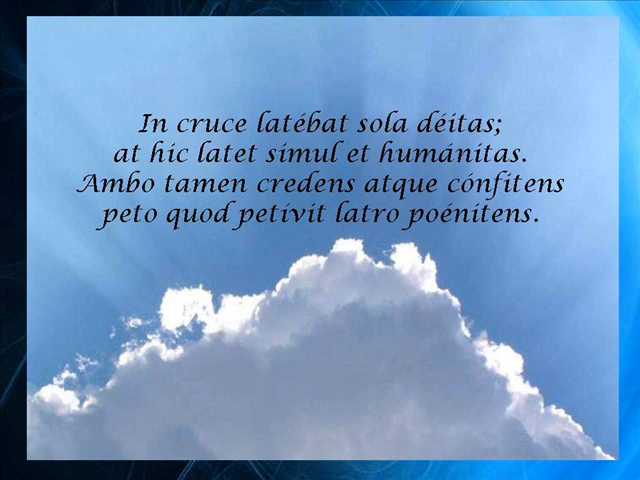 In cruce latébat sola déitas;
at hic latet simul et humánitas.
Ambo tamen credens atque cónfitens
peto quod petívit latro poénitens.